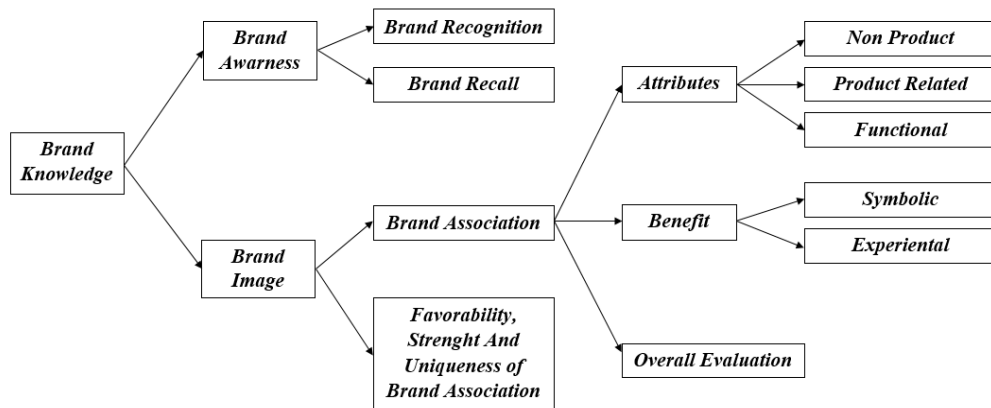 Brand
Knowledge
Brand
Awarness
Brand
Image
Brand Recognition
Brand Recall
Brand Association
Favorability,
Strenght And
Uniqueness of
Brand Association
Attributes
Benefit
Overall Evaluation
Non Product
Product Related
Functional
Symbolic
Experiental